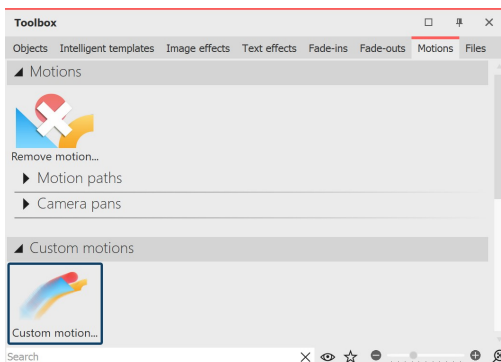 Toolbox
Objects Intelligent templates Image effects Text effects Fade-ins Fade-outs Motions Files
Motions
Remove motion...
Motion paths
Camera pans
Custom motions
Custom motion...
Search